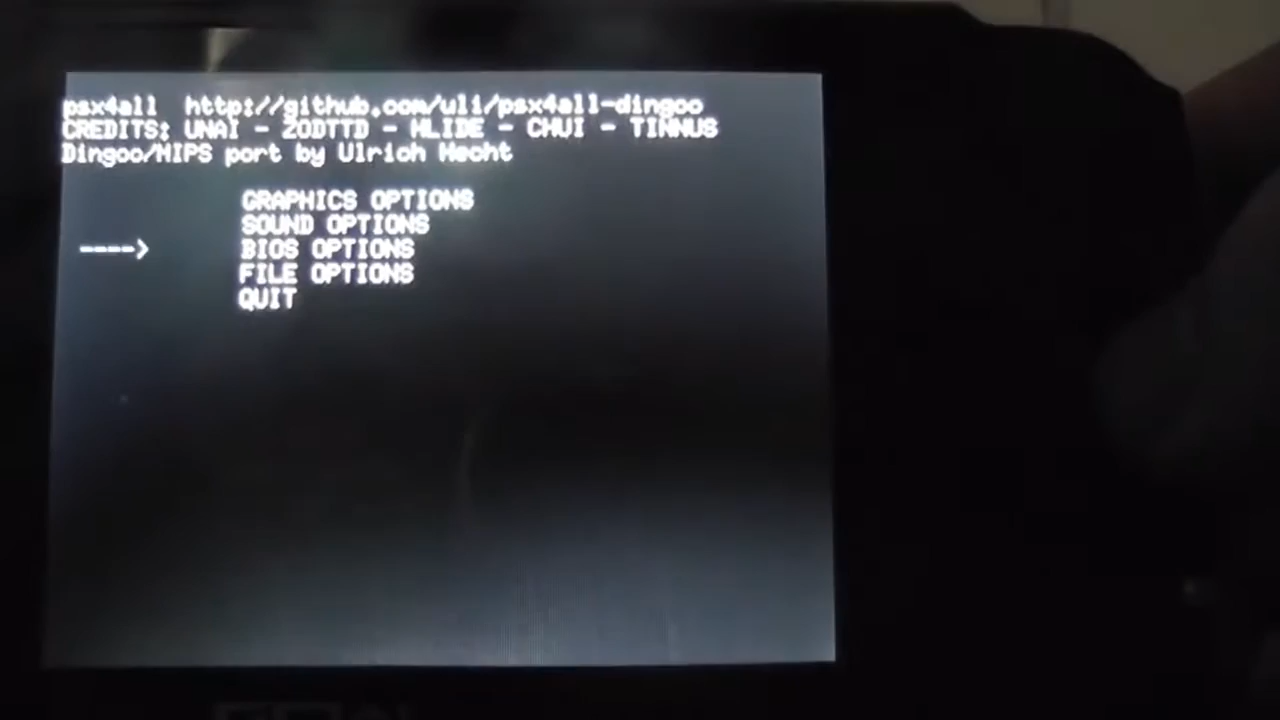 psx4all http://github.com/uli/psx4all-dingoo
CREDITS: UNAI - ZODTTD - HLIDE - CHUI - TINNUS
Dingoo/MIPS port by Ulrich Hecht
GRAPHICS OPTIONS
SOUND OPTIONS
----> BIOS OPTIONS
FILE OPTIONS
QUIT